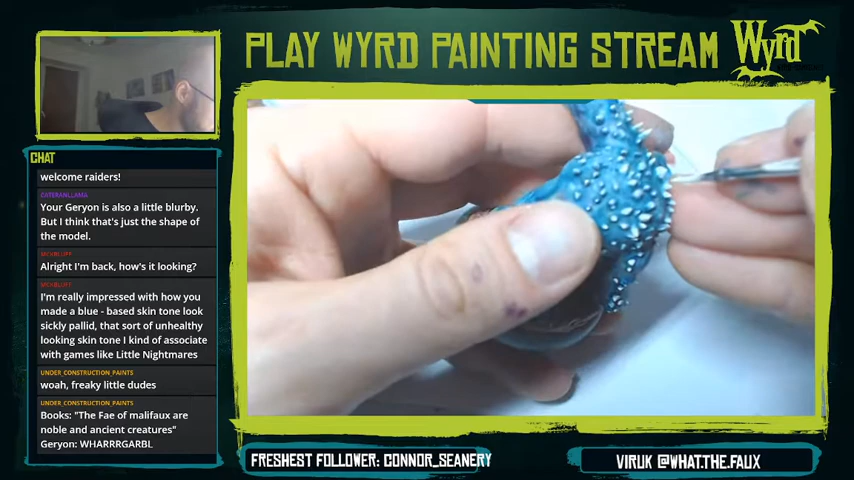 PLAY WYRD PAINTING STREAM
Wyrd
CHAT
welcome raiders!
CATERANLLAMA
Your Geryon is also a little blurby.
But I think that's just the shape of
the model.
Alright I'm back, how's it looking?
I'm really impressed with how you
made a blue - based skin tone look
sickly pallid, that sort of unhealthy
looking skin tone I kind of associate
with games like Little Nightmares
UNDER_CONSTRUCTION_PAINTS
woah, freaky little dudes
UNDER_CONSTRUCTION_PAINTS
Books: "The Fae of malifaux are
noble and ancient creatures"
Geryon: WHARRRGARBL
FRESHEST FOLLOWER: CONNOR_SEANERY
VIRUK @WHAT.THE.FAUX